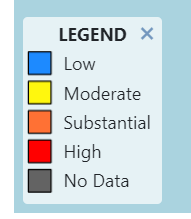 LEGEND ×
Low
Moderate
Substantial
High
No Data